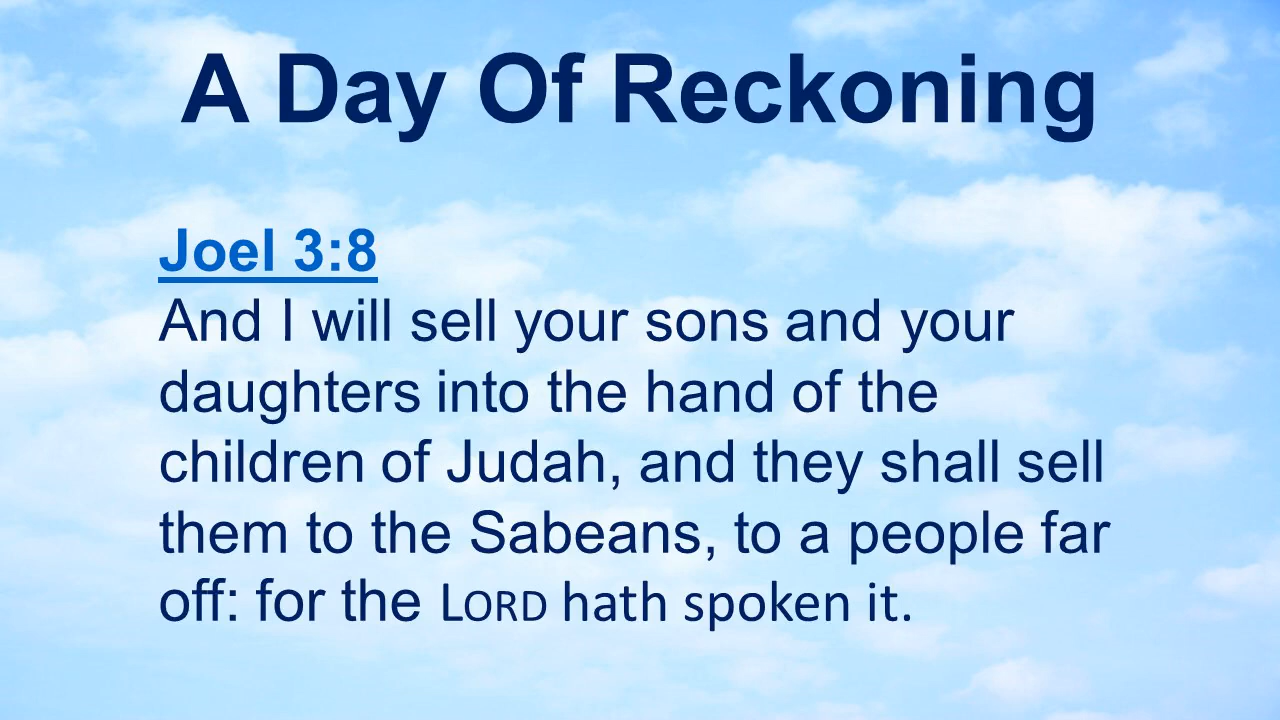 A Day Of Reckoning
Joel 3:8
And I will sell your sons and your
daughters into the hand of the
children of Judah, and they shall sell
them to the Sabeans, to a people far
off: for the LORD hath spoken it.